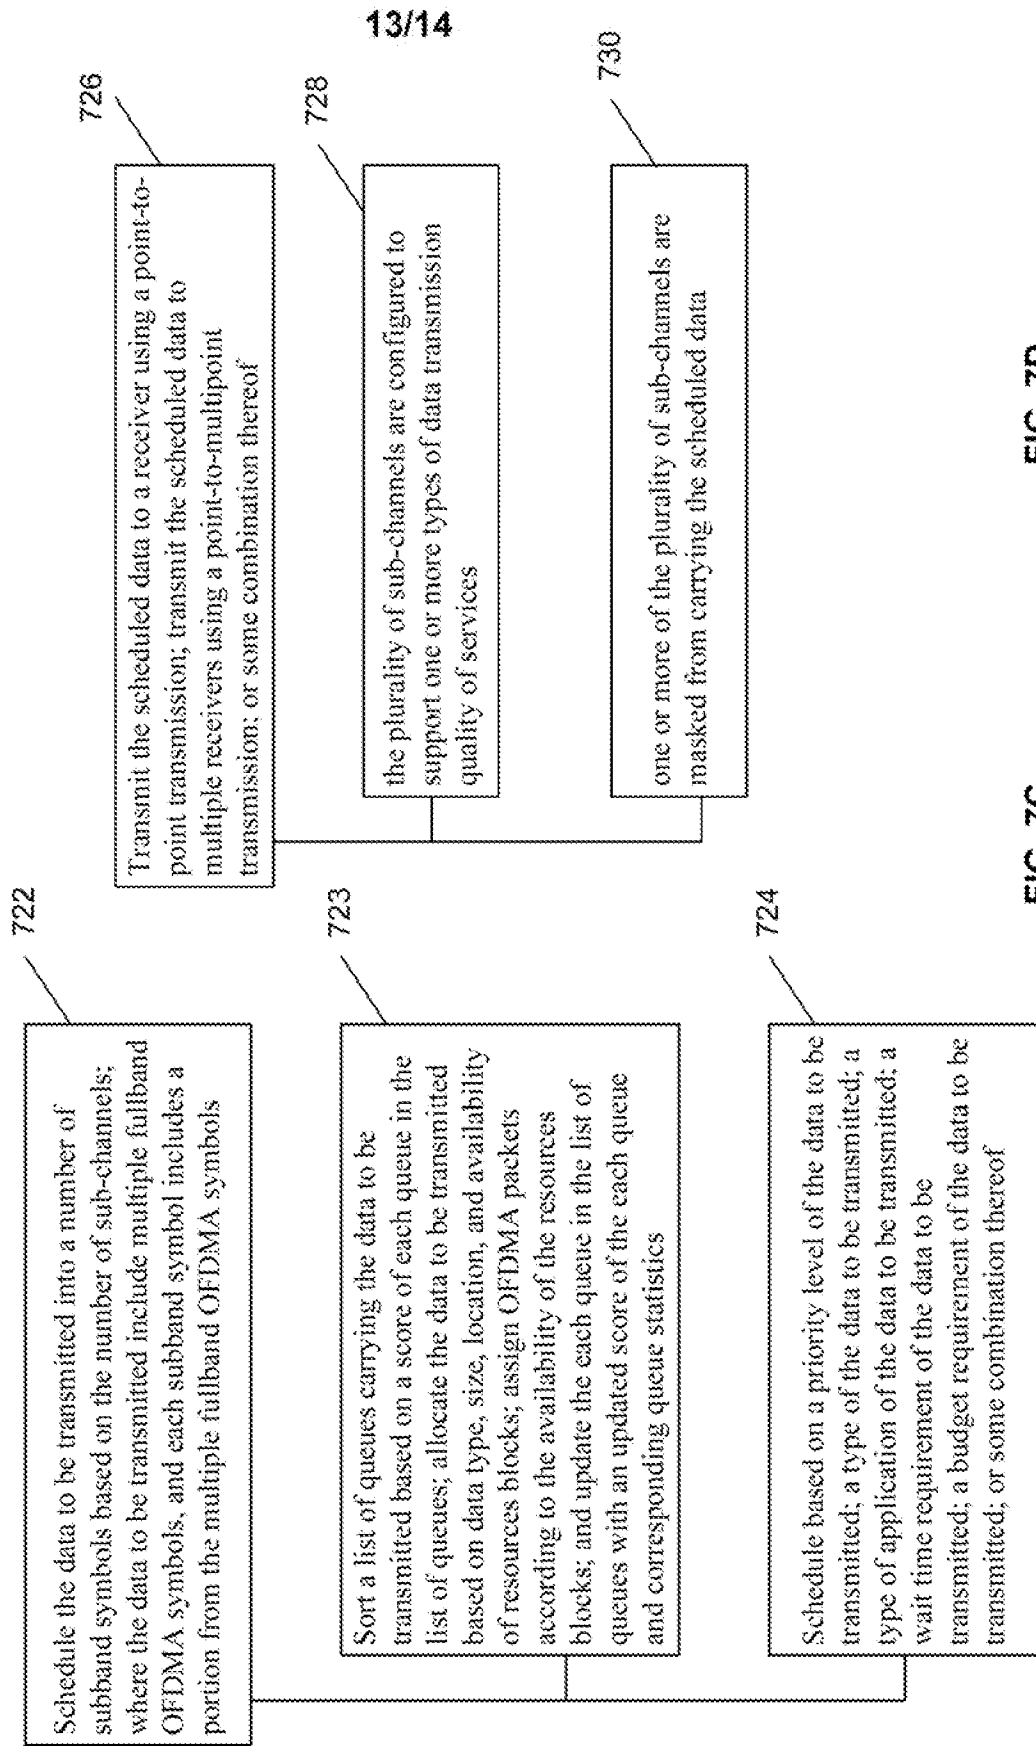 13/14
722
Schedule the data to be transmitted into a number of
subband symbols based on the number of sub-channels;
where the data to be transmitted include multiple fullband
OFDMA symbols, and each subband symbol includes a
portion from the multiple fullband OFDMA symbols
723
Sort a list of queues carrying the data to be
transmitted based on a score of each queue in the
list of queues; allocate the data to be transmitted
based on data type, size, location, and availability
of resources blocks; assign OFDMA packets
according to the availability of the resources
blocks; and update the each queue in the list of
queues with an updated score of the each queue
and corresponding queue statistics
724
Schedule based on a priority level of the data to be
transmitted; a type of the data to be transmitted; a
type of application of the data to be transmitted; a
wait time requirement of the data to be
transmitted; a budget requirement of the data to be
transmitted; or some combination thereof
FIG. 7C
726
Transmit the scheduled data to a receiver using a point-to-
point transmission; transmit the scheduled data to
multiple receivers using a point-to-multipoint
transmission; or some combination thereof
728
the plurality of sub-channels are configured to
support one or more types of data transmission
quality of services
730
one or more of the plurality of sub-channels are
masked from carrying the scheduled data
FIG. 7D